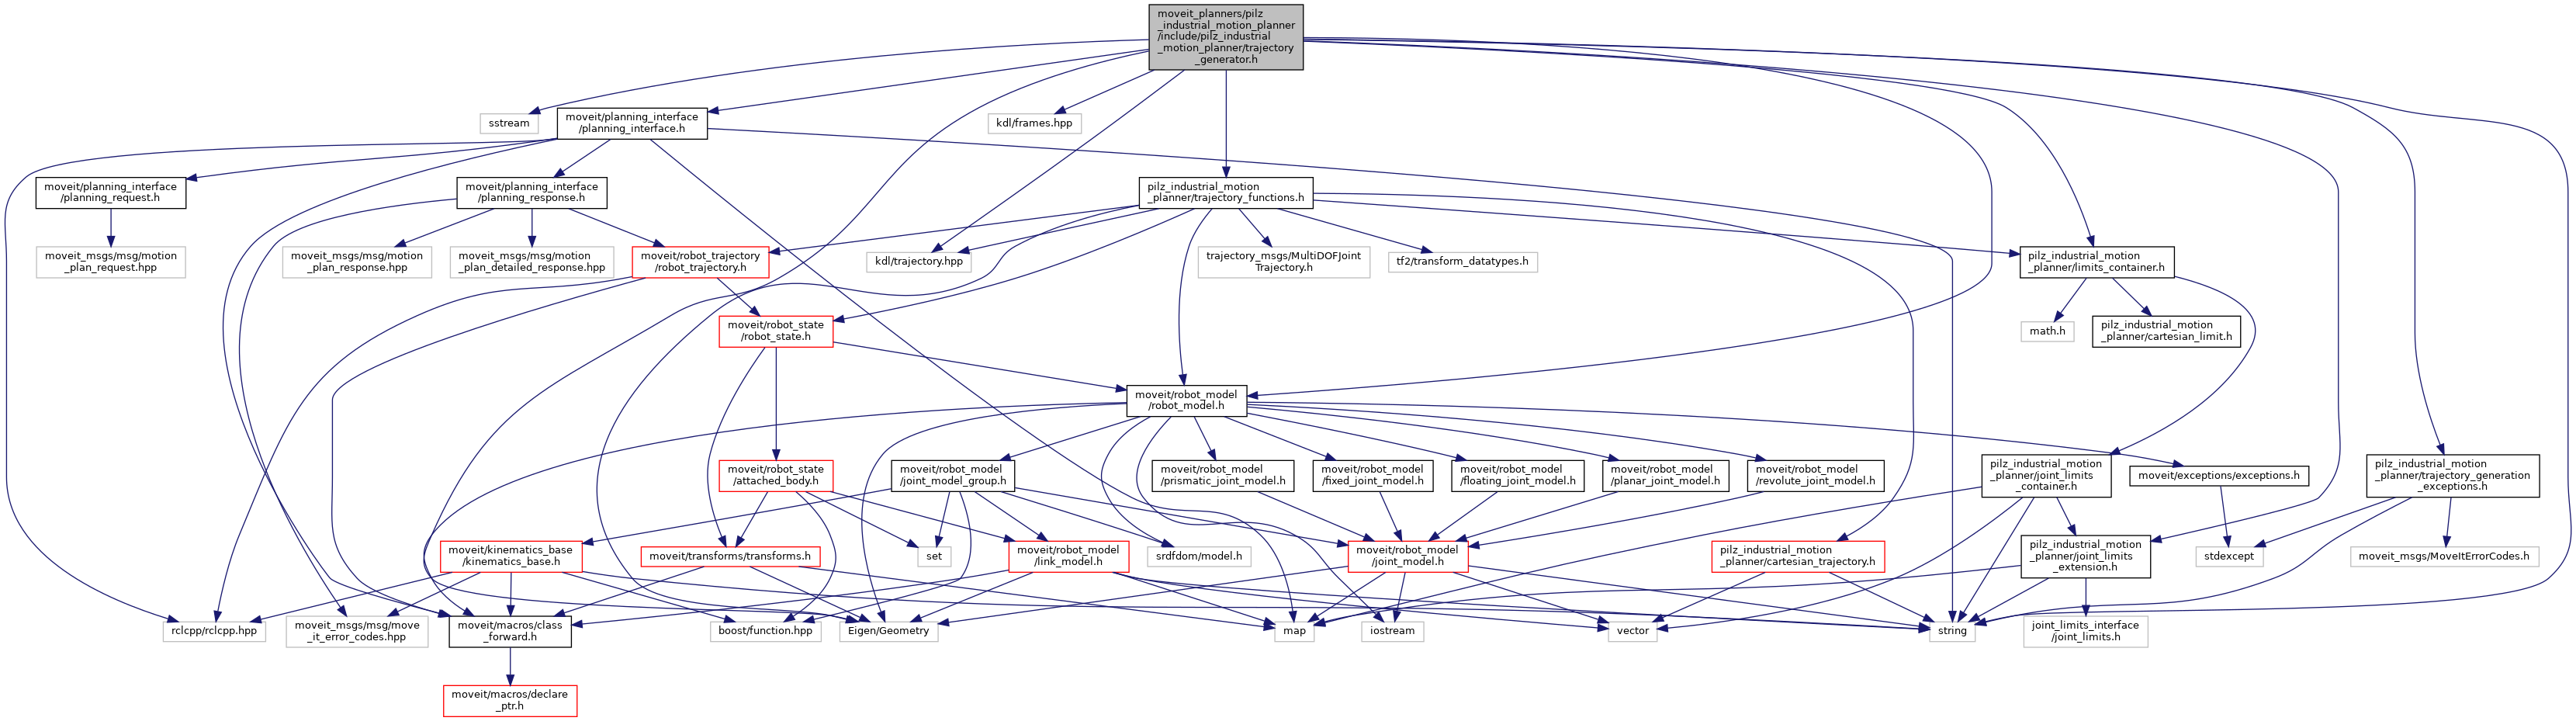 moveit_planners/pilz
_industrial_motion_planner
/include/pilz_industrial
_motion_planner/trajectory
_generator.h
sstream
moveit/planning_interface
/planning_interface.h
kdl/frames.hpp
moveit/planning_interface
/planning_request.h
moveit/planning_interface
/planning_response.h
pilz_industrial_motion
_planner/trajectory_functions.h
moveit_msgs/msg/motion
_plan_request.hpp
moveit_msgs/msg/motion
_plan_response.hpp
moveit_msgs/msg/motion
_plan_detailed_response.hpp
moveit/robot_trajectory
/robot_trajectory.h
kdl/trajectory.hpp
trajectory_msgs/MultiDOFJoint
Trajectory.h
tf2/transform_datatypes.h
pilz_industrial_motion
_planner/limits_container.h
moveit/robot_state
/robot_state.h
math.h
pilz_industrial_motion
_planner/cartesian_limit.h
moveit/robot_model
/robot_model.h
moveit/robot_state
/attached_body.h
moveit/robot_model
/joint_model_group.h
moveit/robot_model
/prismatic_joint_model.h
moveit/robot_model
/fixed_joint_model.h
moveit/robot_model
/floating_joint_model.h
moveit/robot_model
/planar_joint_model.h
moveit/robot_model
/revolute_joint_model.h
pilz_industrial_motion
_planner/joint_limits
_container.h
moveit/exceptions/exceptions.h
pilz_industrial_motion
_planner/trajectory_generation
_exceptions.h
moveit/kinematics_base
/kinematics_base.h
moveit/transforms/transforms.h
set
moveit/robot_model
/link_model.h
srdfdom/model.h
moveit/robot_model
/joint_model.h
pilz_industrial_motion
_planner/cartesian_trajectory.h
pilz_industrial_motion
_planner/joint_limits
_extension.h
stdexcept
moveit_msgs/MoveItErrorCodes.h
rclcpp/rclcpp.hpp
moveit_msgs/msg/move
_it_error_codes.hpp
moveit/macros/class
_forward.h
boost/function.hpp
Eigen/Geometry
map
iostream
vector
string
joint_limits_interface
/joint_limits.h
moveit/macros/declare
_ptr.h